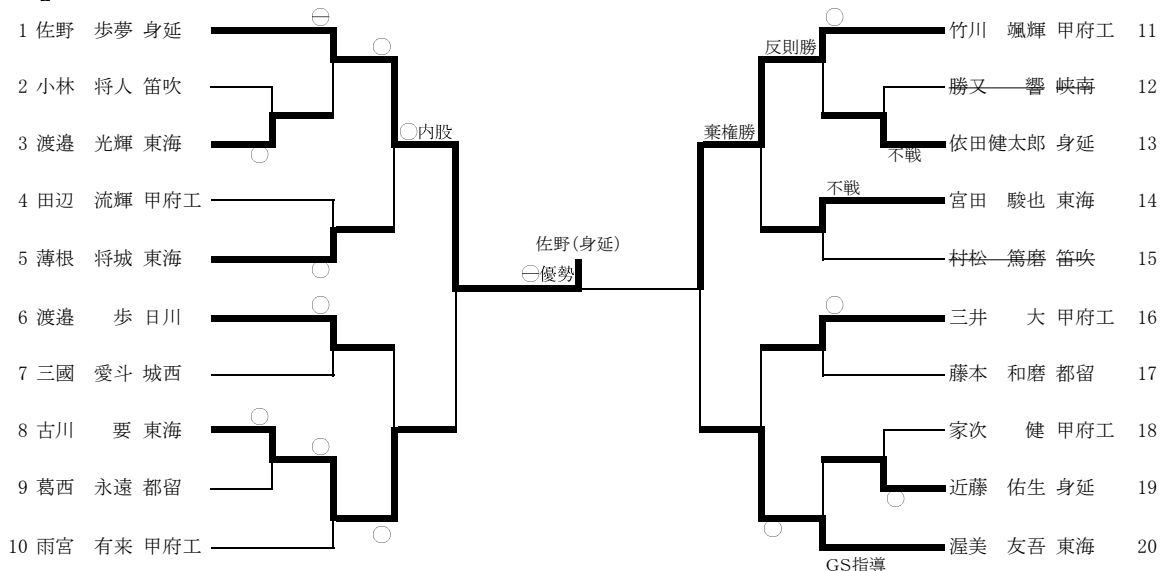 1 佐野 歩夢 身延
2 小林 将人 笛吹
3 渡邉 光輝 東海
4 田辺 流輝 甲府工
5 薄根 将城 東海
6 渡邉 歩 日川
7 三國 愛斗 城西
8 古川 要 東海
9 葛西 永遠 都留
10 雨宮 有来 甲府工
○内股
佐野(身延)
優勢
反則勝
棄権勝
不戦
不戦
GS指導
竹川 颯輝 甲府工 11
勝又 響 峡南 12
依田健太郎 身延 13
宮田 駿也 東海 14
村松 篤磨 笛吹 15
三井 大 甲府工 16
藤本 和磨 都留 17
家次 健 甲府工 18
近藤 佑生 身延 19
渥美 友吾 東海 20